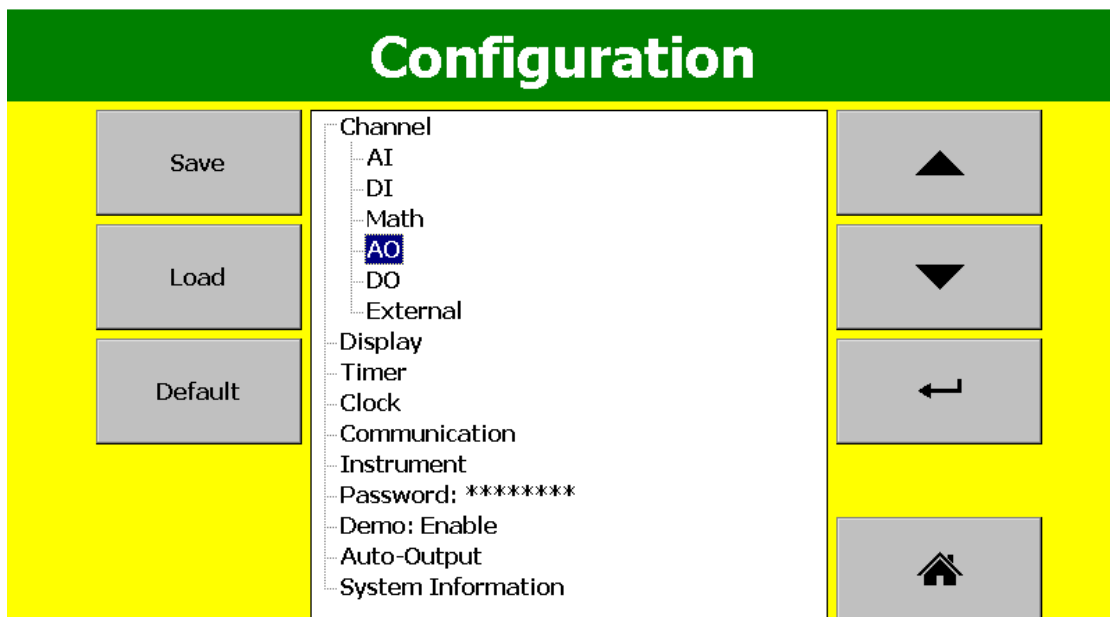 Configuration
Save
Load
Default
Channel
AI
DI
Math
AO
DO
External
Display
Timer
Clock
Communication
Instrument
Password: ********
Demo: Enable
Auto-Output
System Information